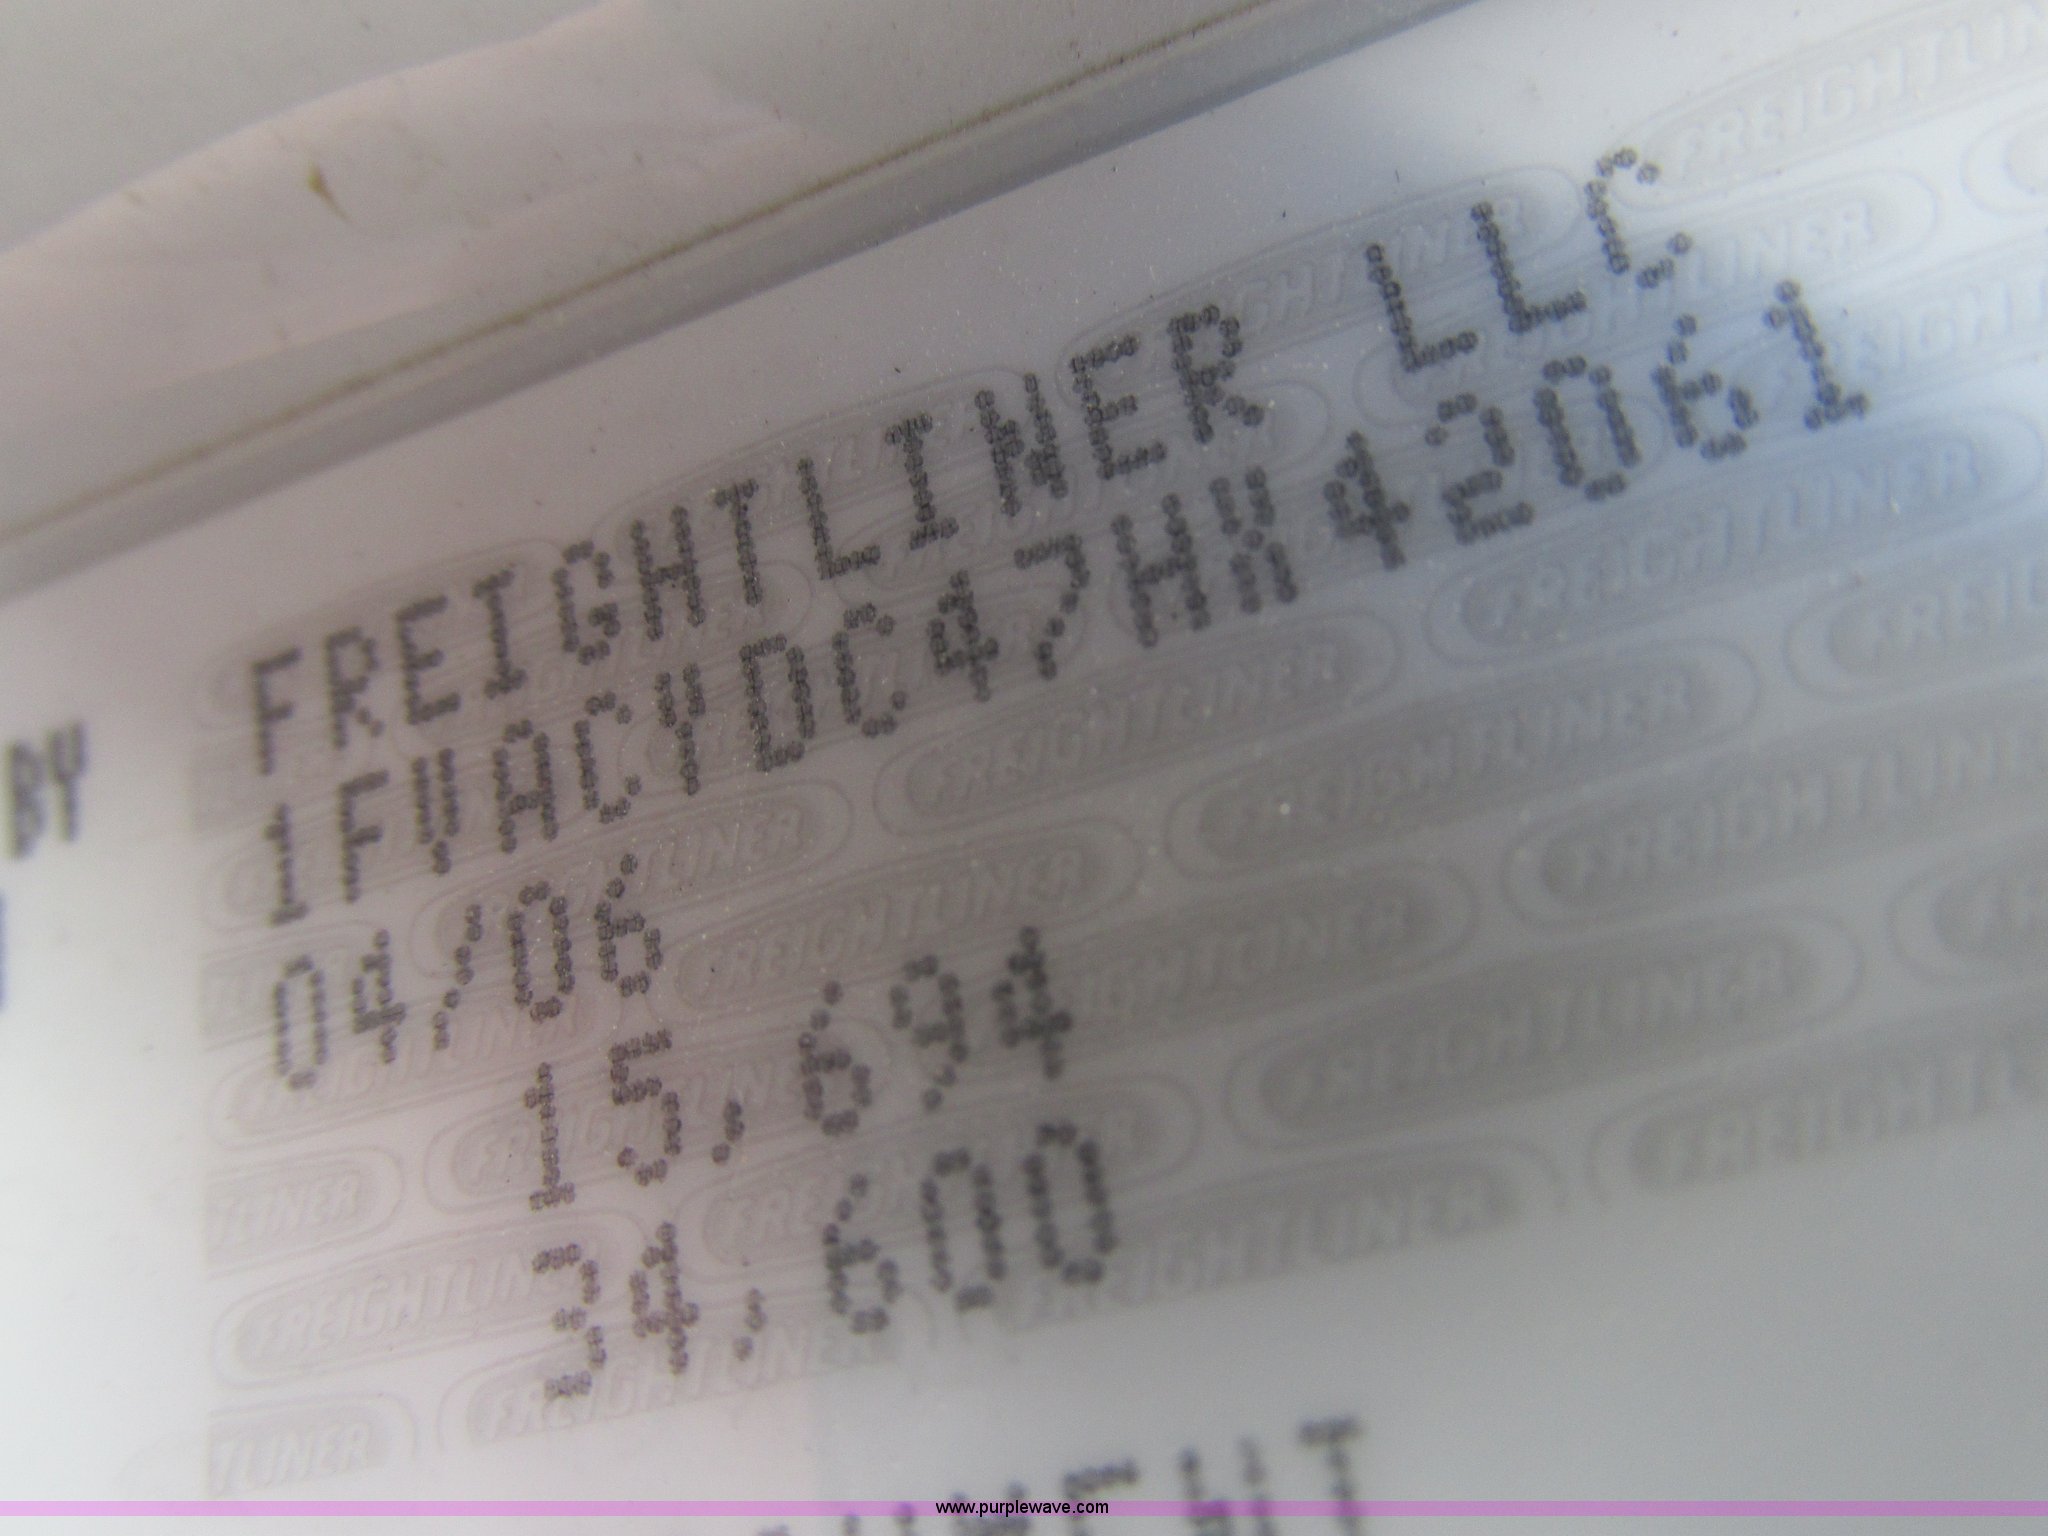 BY FREIGHTLINER LLC
1FVACYDC47HX42061
04/06
15,694
34,600
www.purplewave.com